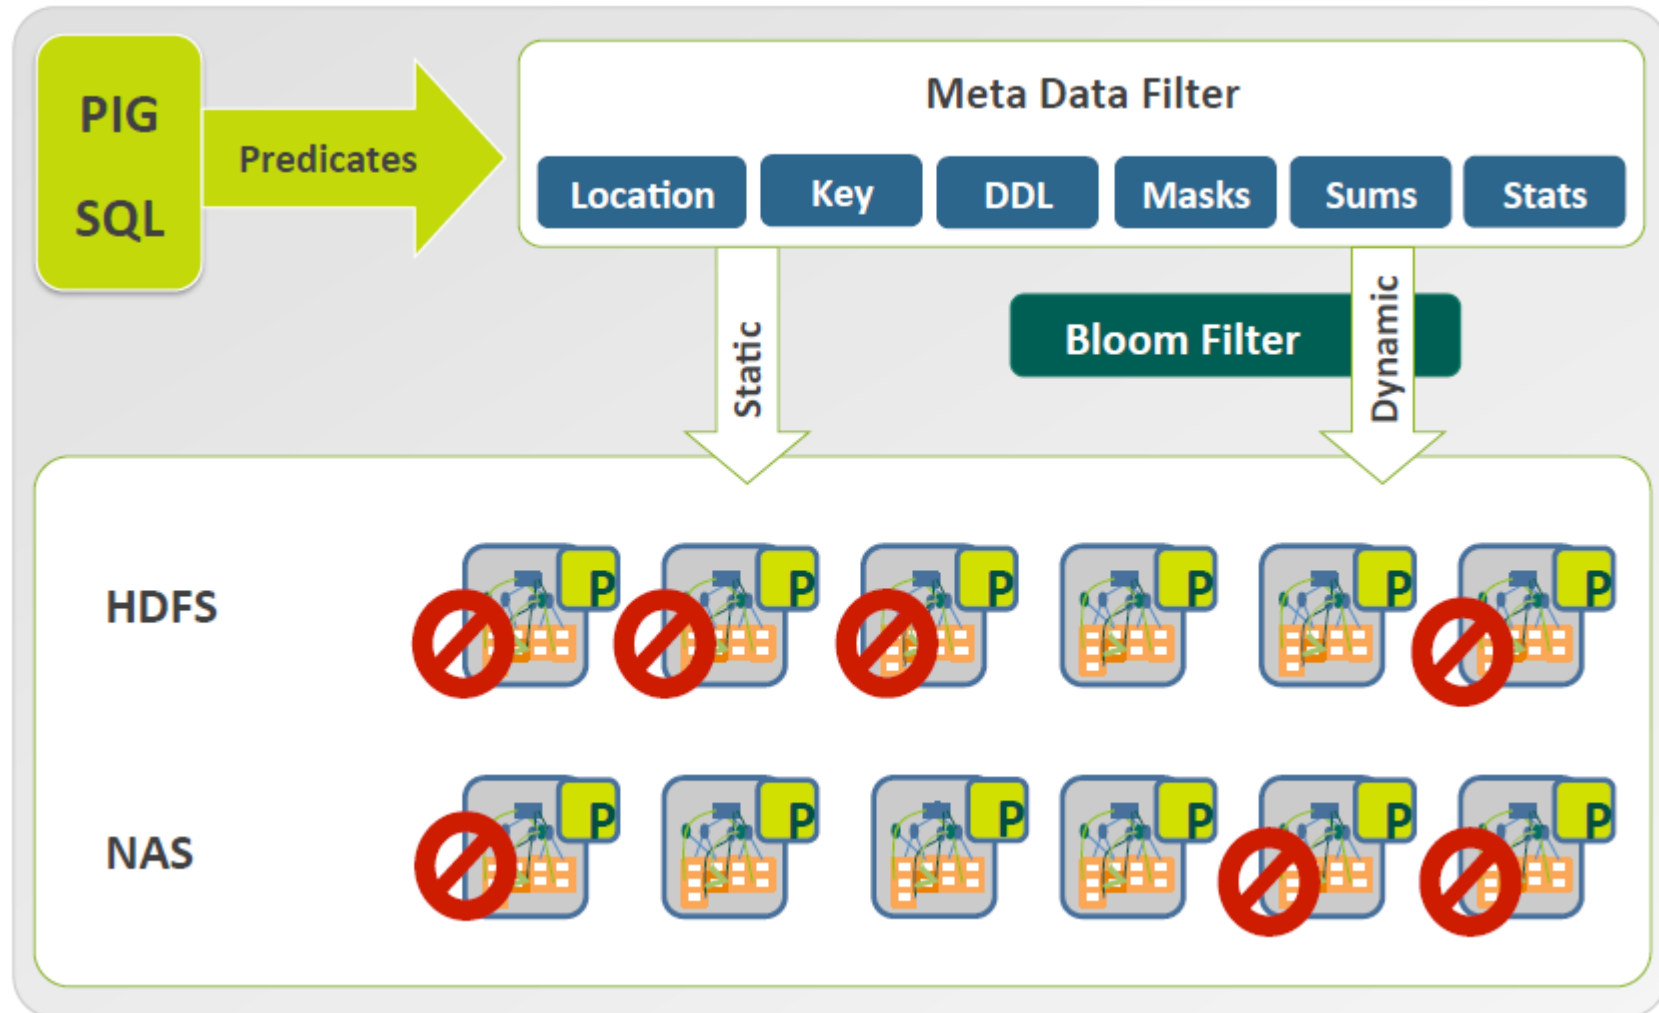 PIG
SQL
Predicates
Meta Data Filter
Location Key DDL Masks Sums Stats
Static
Bloom Filter
Dynamic
HDFS
P P P P P P
NAS
P P P P P P